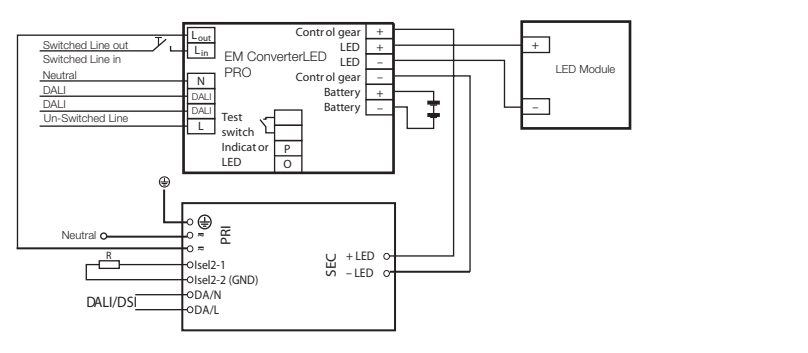 Switched Line out
Switched Line in
Neutral
DALI
DALI
Un-Switched Line
Lout
Lin
N
DALI
DALI
L
EM ConverterLED
PRO
Test
switch
Indicator
LED
P
O
Control gear +
LED +
LED –
Control gear –
Battery +
Battery –
+
–
LED Module
Neutral
R
DALI/DSI
PRI
≂
≂
Isel2-1
Isel2-2 (GND)
DA/N
DA/L
SEC
+ LED
– LED